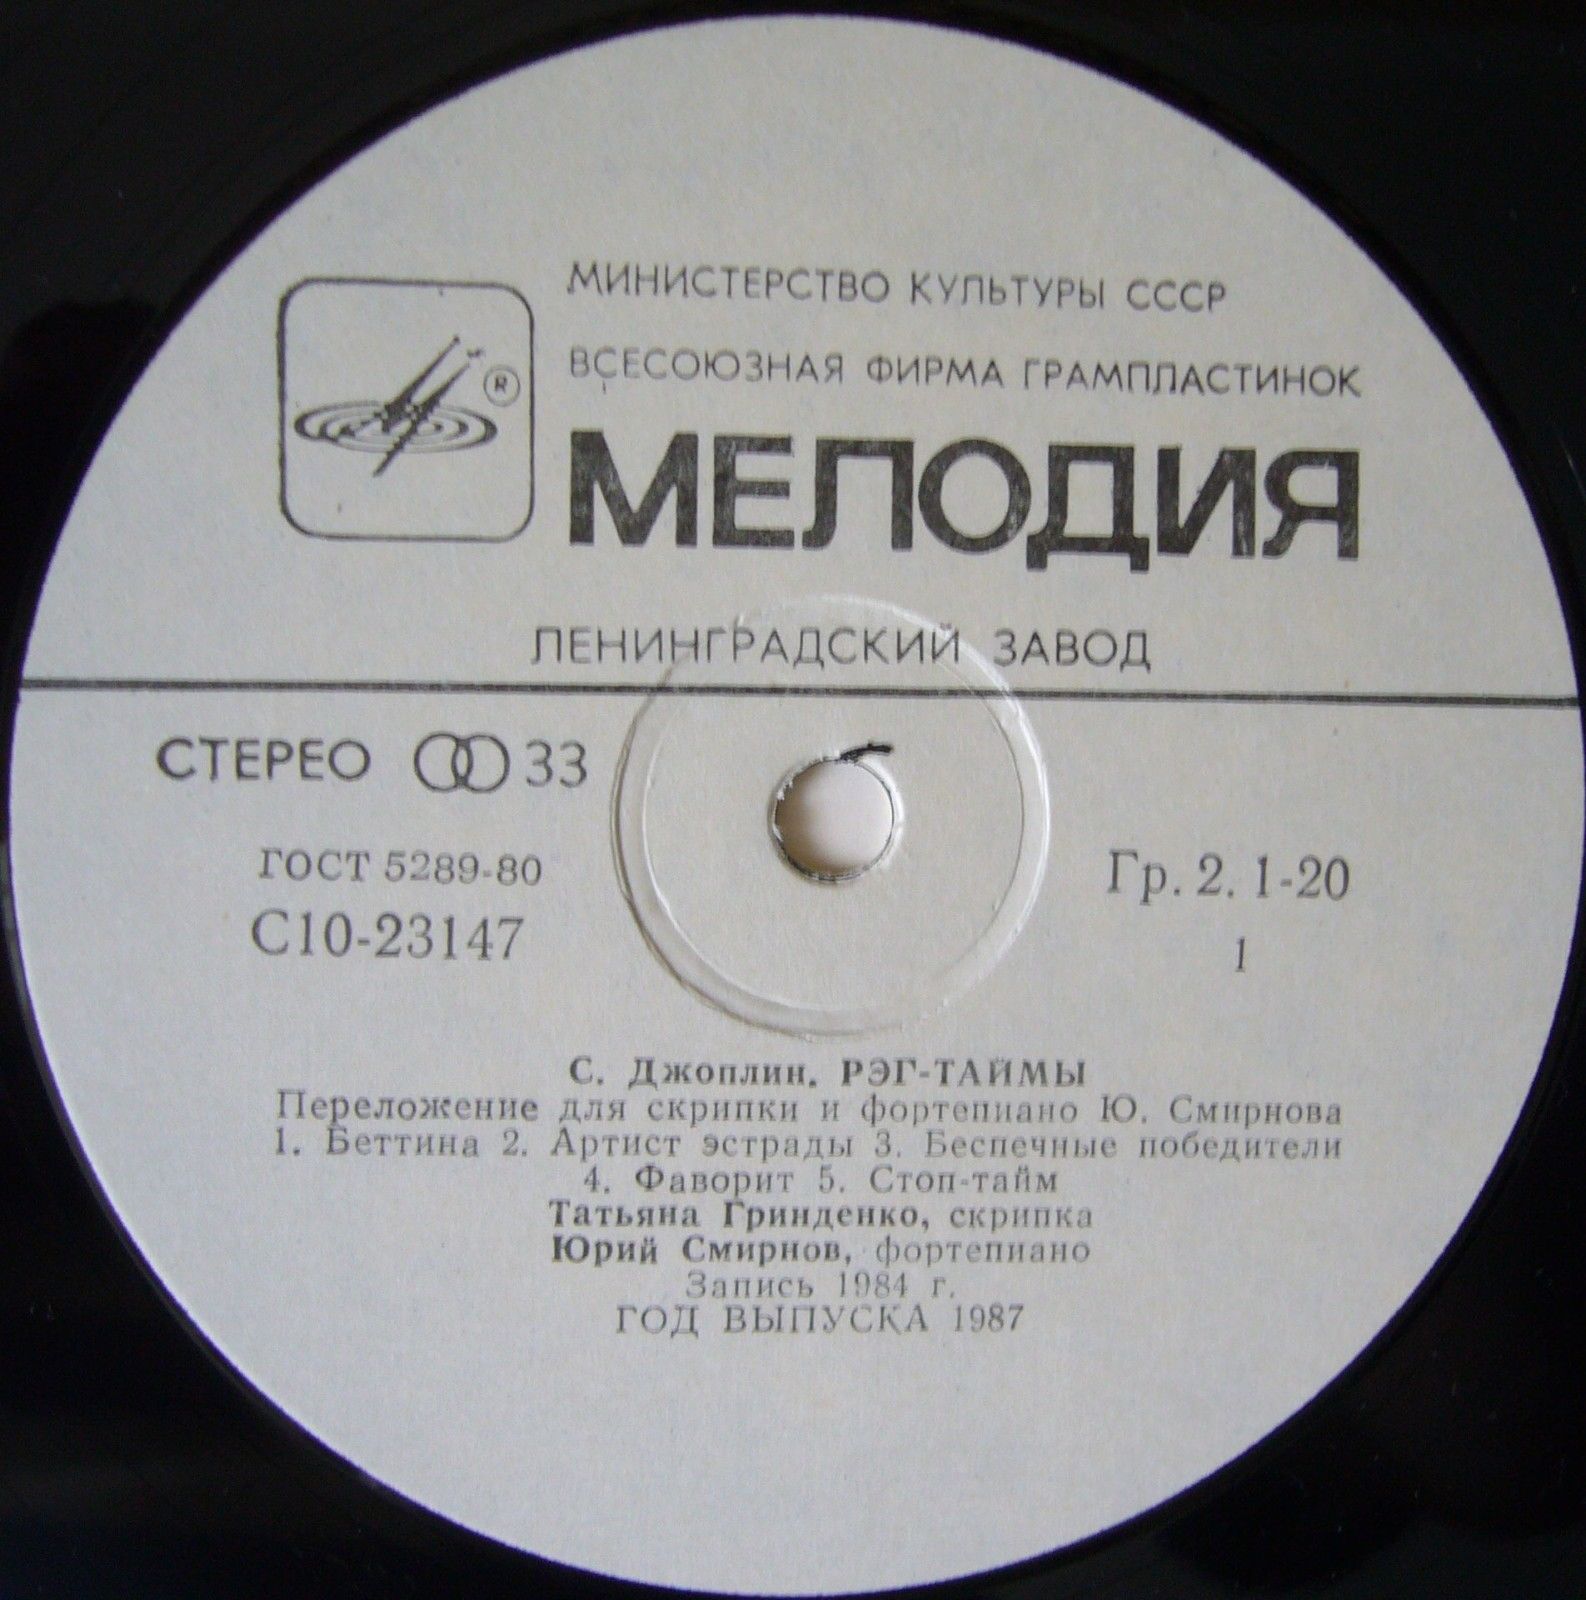 МИНИСТЕРСТВО КУЛЬТУРЫ СССР
ВСЕСОЮЗНАЯ ФИРМА ГРАМПЛАСТИНОК
®
МЕЛОДИЯ
ЛЕНИНГРАДСКИЙ ЗАВОД
СТЕРЕО 33
ГОСТ 5289-80
Гр. 2. 1-20
С10-23147
1
С. Джоплин. РЭГ-ТАЙМЫ
Переложение для скрипки и фортепиано Ю. Смирнова
1. Беттина 2. Артист эстрады 3. Беспечные победители
4. Фаворит 5. Стоп-тайм
Татьяна Гринденко, скрипка
Юрий Смирнов, фортепиано
Запись 1984 г.
ГОД ВЫПУСКА 1987